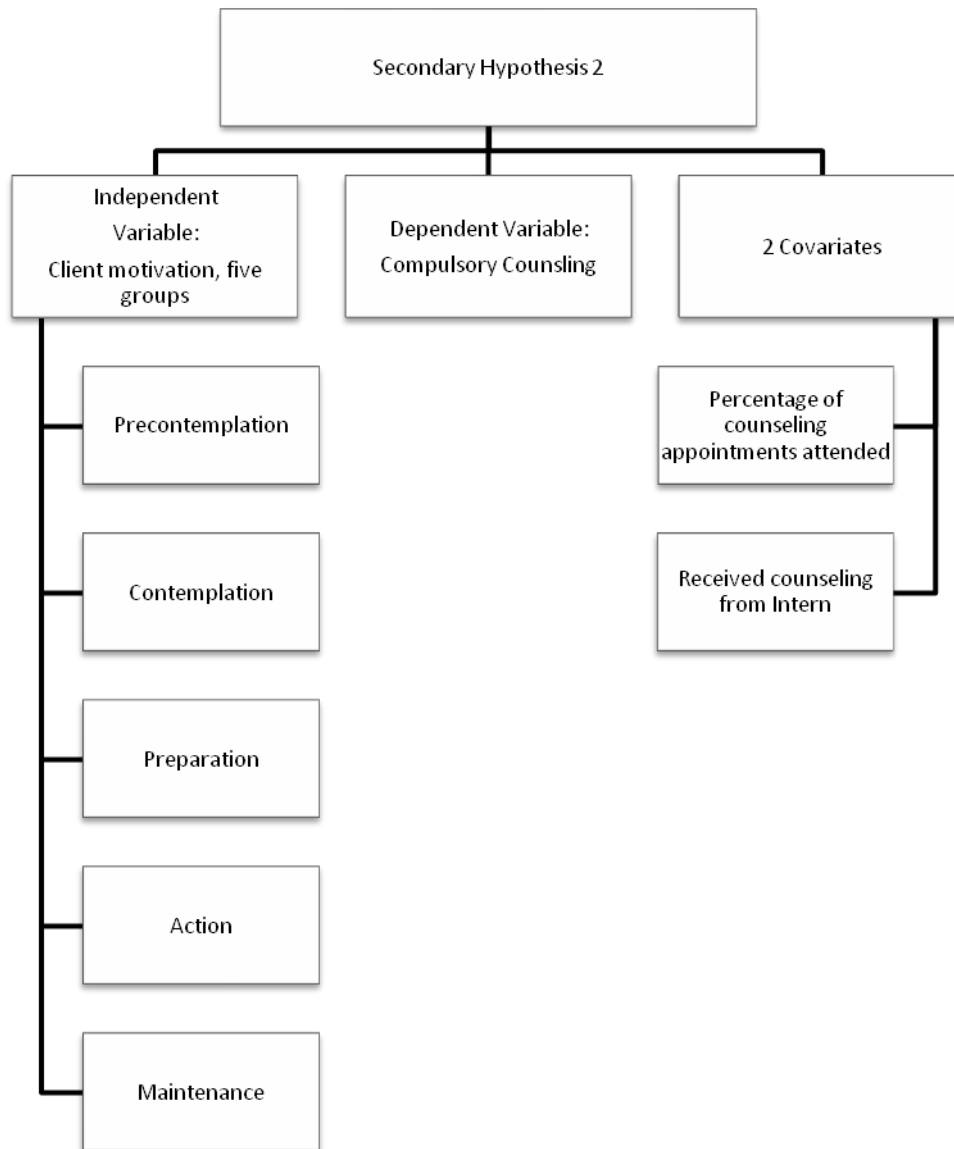 Secondary Hypothesis 2
Independent
Variable:
Client motivation, five
groups
Dependent Variable:
Compulsory Counsling
2 Covariates
Precontemplation
Contemplation
Preparation
Action
Maintenance
Percentage of
counseling
appointments attended
Received counseling
from Intern